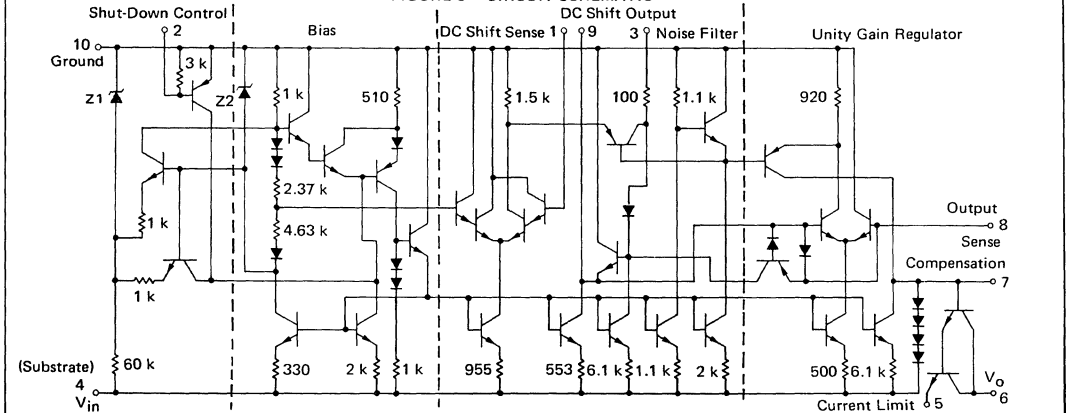 Shut-Down Control
2
Bias
DC Shift Output
DC Shift Sense 1 9 3 Noise Filter
Unity Gain Regulator
10
Ground
3 k
Z1
Z2
1 k
510
1.5 k
100
1.1 k
920
2.37 k
1 k
4.63 k
1 k
Output
8
Sense
Compensation
7
(Substrate)
4
Vin
60 k
330
2 k
1 k
955
553
6.1 k
1.1 k
2 k
500
6.1 k
Vo
6
Current Limit 5